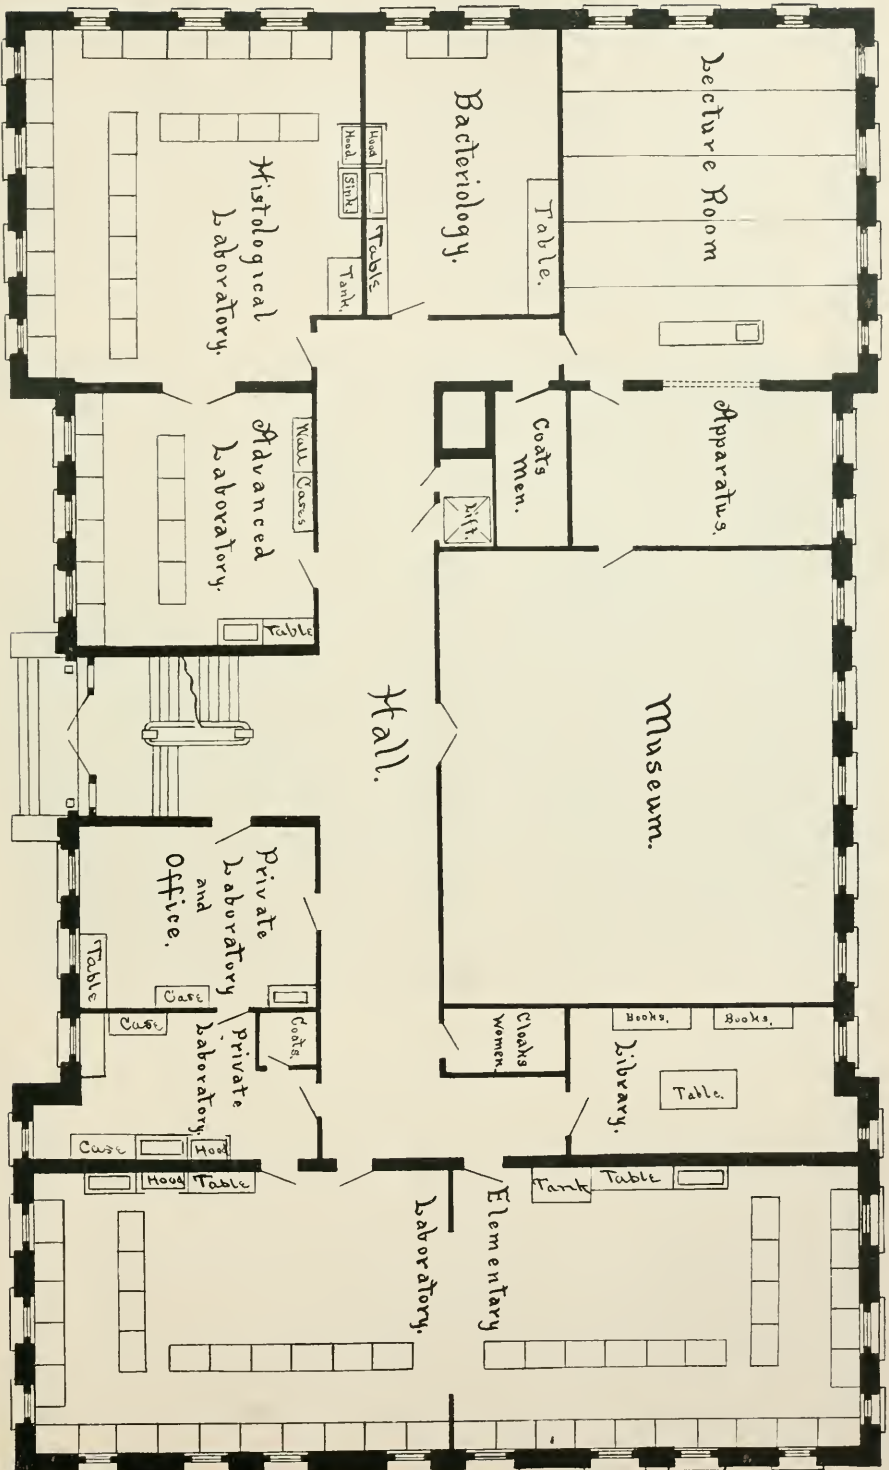 Lecture Room
Bacteriology.
Table.
Hood
Table
Hood.
Sink.
Tank.
Histological
Laboratory.
Apparatus.
Coats
Men.
Lift.
Wall Cases
Advanced
Laboratory.
Table
Museum.
Hall.
Private
Laboratory
and
Office.
Table
Case
Books.
Books.
Library.
Table.
Cloaks
Women.
Coats.
Private
Laboratory.
Case
Case
Hood
Hood
Table
Tank
Table
Elementary
Laboratory.